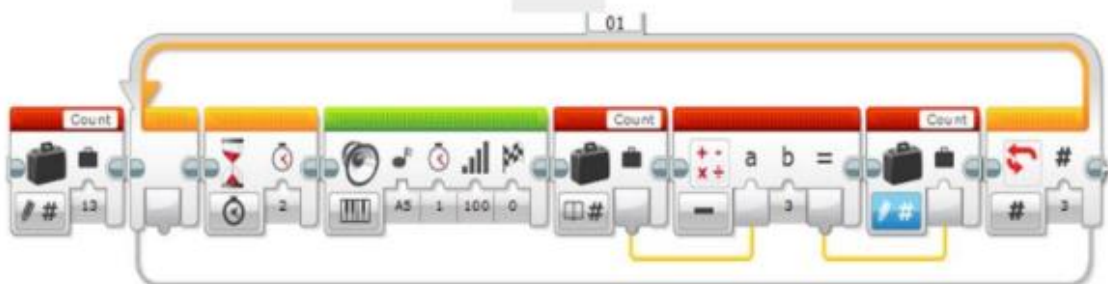 01
Count Count Count
a b = #
# 13 2 A5 1 100 0 # − 3 # # 3